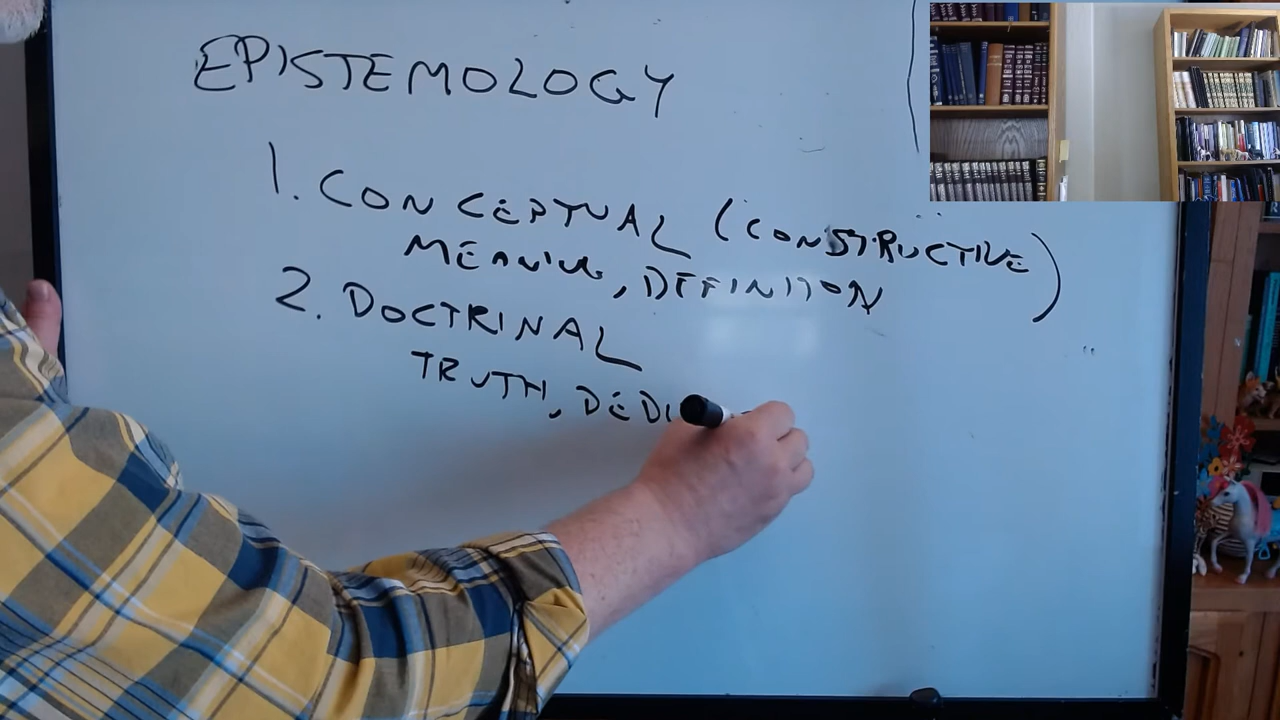 EPISTEMOLOGY
1. CONCEPTUAL (CONSTRUCTIVE)
MEANING, DEFINITION
2. DOCTRINAL
TRUTH,